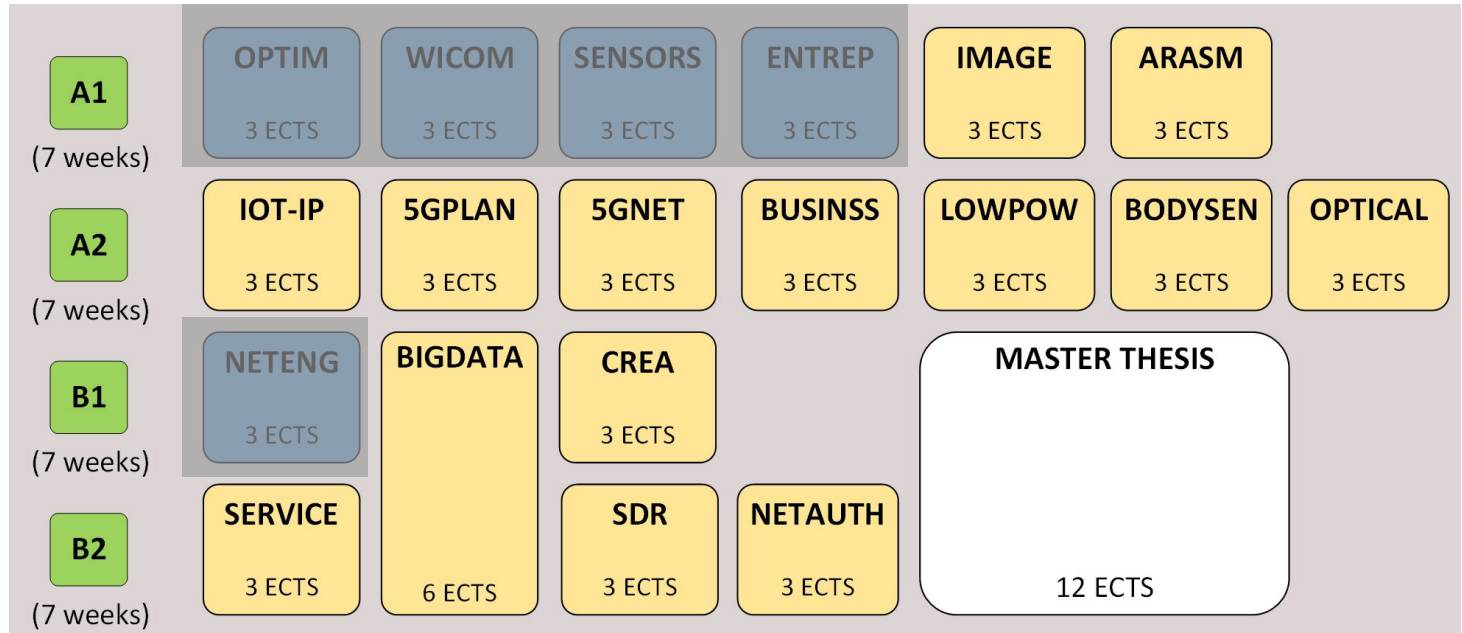 A1
(7 weeks)
OPTIM
3 ECTS
WICOM
3 ECTS
SENSORS
3 ECTS
ENTREP
3 ECTS
IMAGE
3 ECTS
ARASM
3 ECTS
A2
(7 weeks)
IOT-IP
3 ECTS
5GPLAN
3 ECTS
5GNET
3 ECTS
BUSINSS
3 ECTS
LOWPOW
3 ECTS
BODYSEN
3 ECTS
OPTICAL
3 ECTS
B1
(7 weeks)
NETENG
3 ECTS
BIGDATA
6 ECTS
CREA
3 ECTS
MASTER THESIS
12 ECTS
B2
(7 weeks)
SERVICE
3 ECTS
SDR
3 ECTS
NETAUTH
3 ECTS